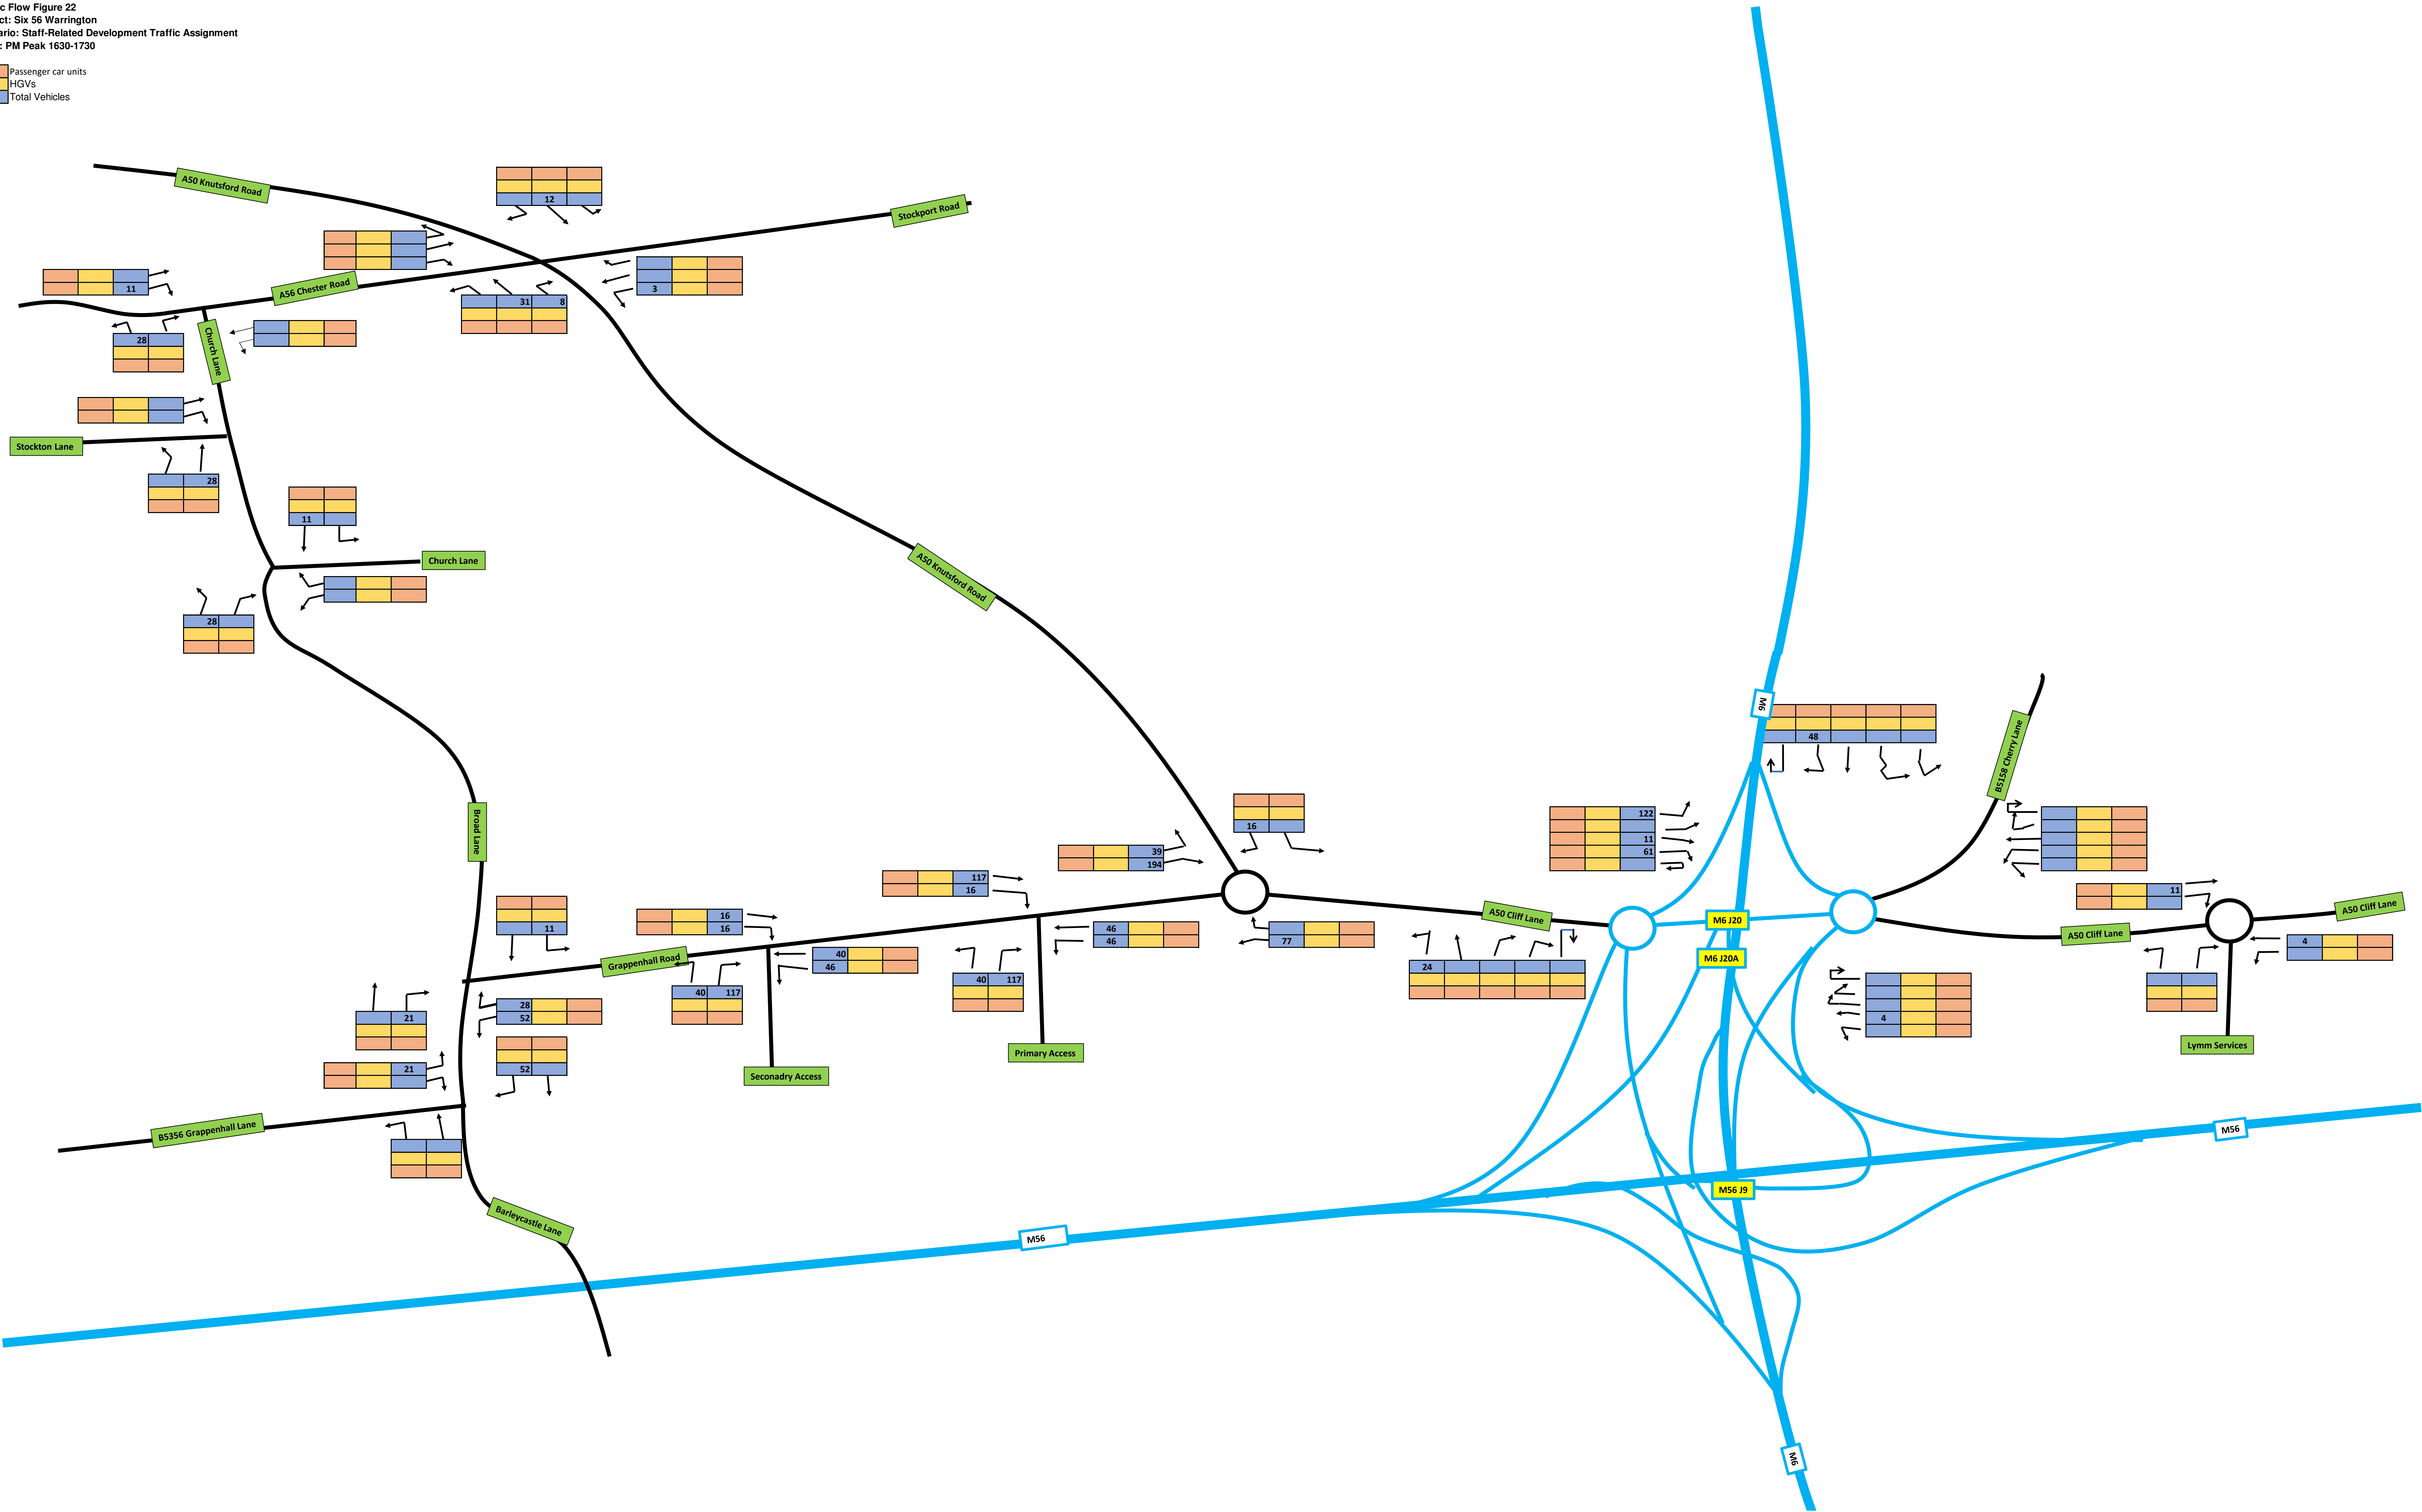 c Flow Figure 22
ct: Six 56 Warrington
ario: Staff-Related Development Traffic Assignment
: PM Peak 1630-1730
Passenger car units
HGVs
Total Vehicles
A50 Knutsford Road
12
Stockport Road
11
A56 Chester Road
3
31 8
28
Church Lane
Stockton Lane
28
11
Church Lane
28
A50 Knutsford Road
M6
48
B5158 Cherry Lane
Broad Lane
16
39
194
122
11
61
117
16
11
A50 Cliff Lane
A50 Cliff Lane
M6 J20
A50 Cliff Lane
11
16
16
46
46
77
4
Grappenhall Road
40
46
M6 J20A
24
40 117
40 117
28
52
21
4
Lymm Services
Primary Access
21
52
Seconadry Access
B5356 Grappenhall Lane
M56
M56 J9
Barleycastle Lane
M56
M6